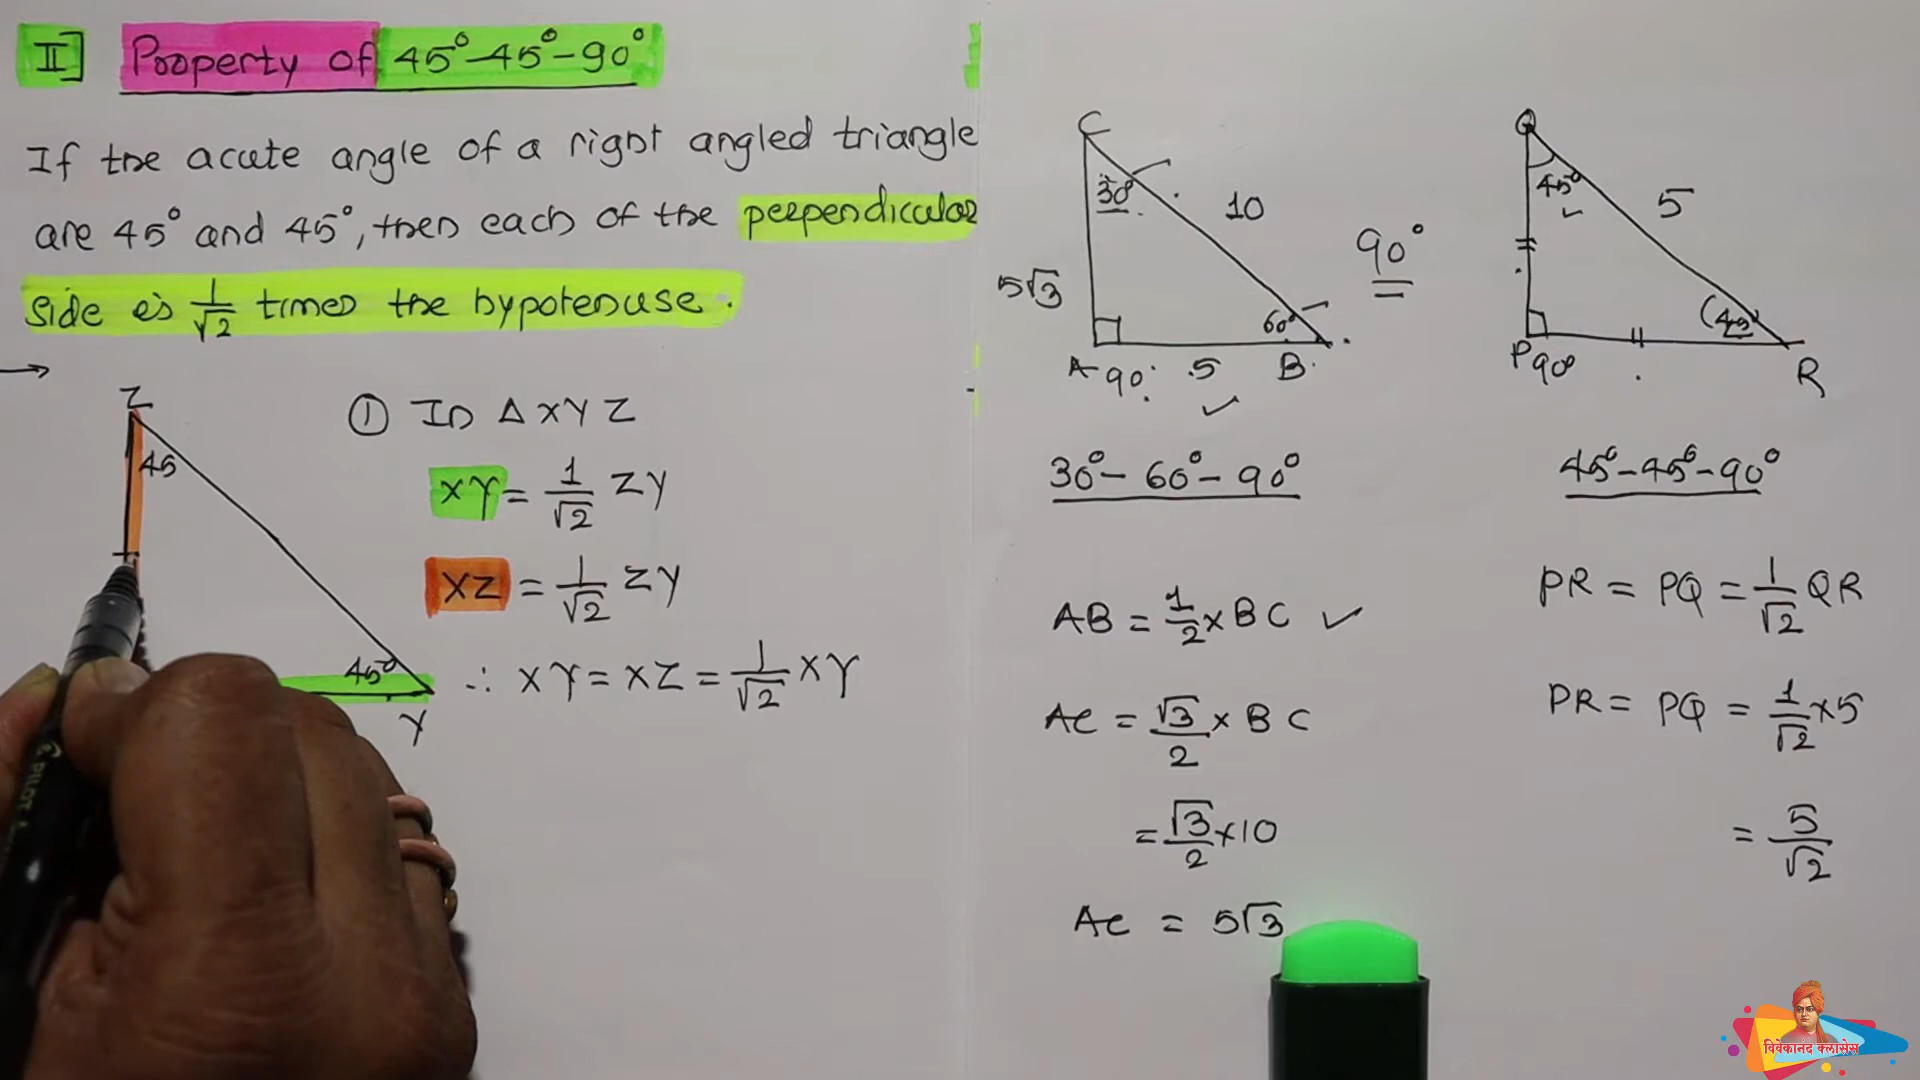 II] Property of 45°-45°-90°
If the acute angle of a right angled triangle
are 45° and 45°, then each of the perpendicular
side is 1/√2 times the hypotenuse.
→
Z
45
45°
Y
① In Δ XYZ
XY = 1/√2 ZY
XZ = 1/√2 ZY
∴ XY = XZ = 1/√2 XY
C
30°
10
5√3
60°
A 90° 5 B
90°
30°-60°-90°
AB = 1/2 × BC ✓
AC = √3/2 × BC
= √3/2 × 10
AC = 5√3
Q
45°
5
45°
P 90° R
45°-45°-90°
PR = PQ = 1/√2 QR
PR = PQ = 1/√2 × 5
= 5/√2
PILOT
विवेकानंद क्लासेस